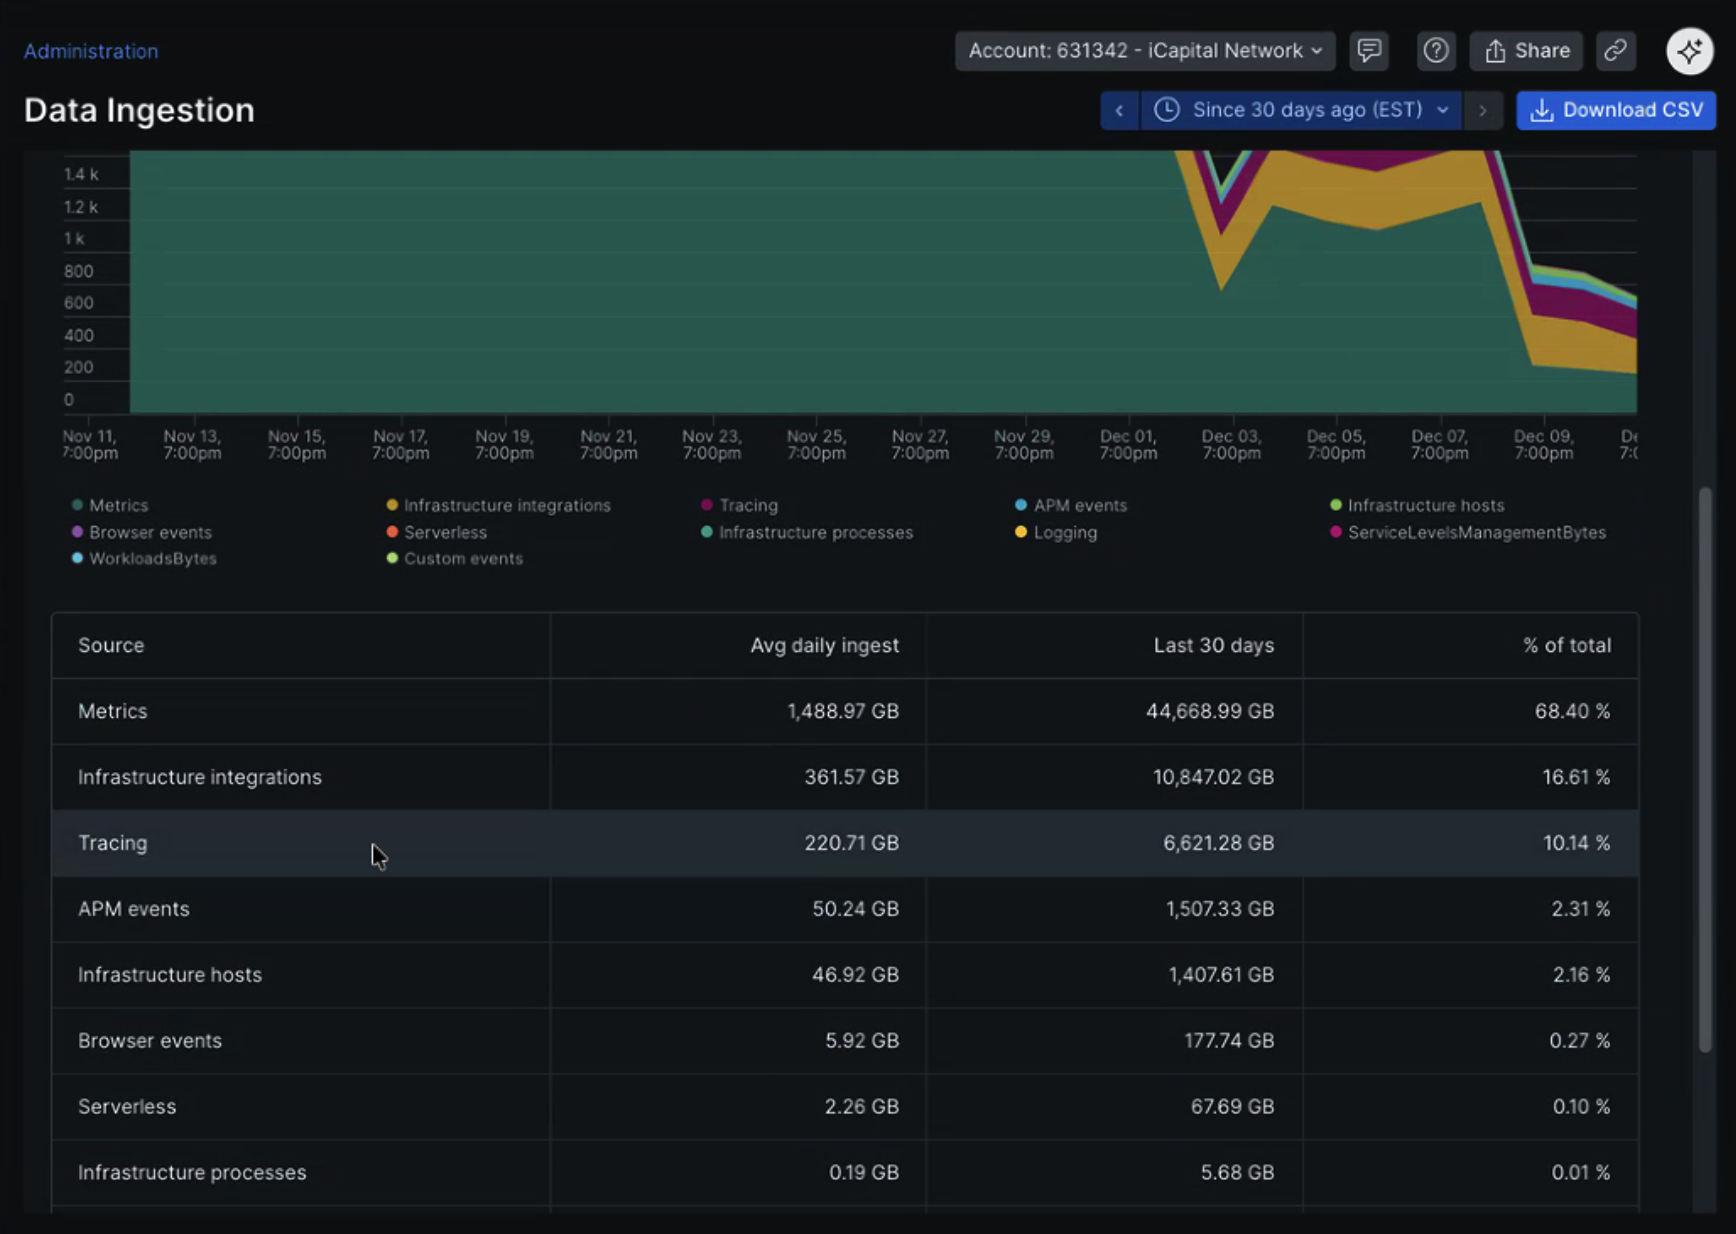 Administration
Account: 631342 - iCapital Network
Share
Data Ingestion
Since 30 days ago (EST)
Download CSV
1.4 k
1.2 k
1 k
800
600
400
200
0
Nov 11, Nov 13, Nov 15, Nov 17, Nov 19, Nov 21, Nov 23, Nov 25, Nov 27, Nov 29, Dec 01, Dec 03, Dec 05, Dec 07, Dec 09,
7:00pm 7:00pm 7:00pm 7:00pm 7:00pm 7:00pm 7:00pm 7:00pm 7:00pm 7:00pm 7:00pm 7:00pm 7:00pm 7:00pm 7:00pm
Metrics Infrastructure integrations Tracing APM events Infrastructure hosts
Browser events Serverless Infrastructure processes Logging ServiceLevelsManagementBytes
WorkloadsBytes Custom events
Source Avg daily ingest Last 30 days % of total
Metrics 1,488.97 GB 44,668.99 GB 68.40 %
Infrastructure integrations 361.57 GB 10,847.02 GB 16.61 %
Tracing 220.71 GB 6,621.28 GB 10.14 %
APM events 50.24 GB 1,507.33 GB 2.31 %
Infrastructure hosts 46.92 GB 1,407.61 GB 2.16 %
Browser events 5.92 GB 177.74 GB 0.27 %
Serverless 2.26 GB 67.69 GB 0.10 %
Infrastructure processes 0.19 GB 5.68 GB 0.01 %